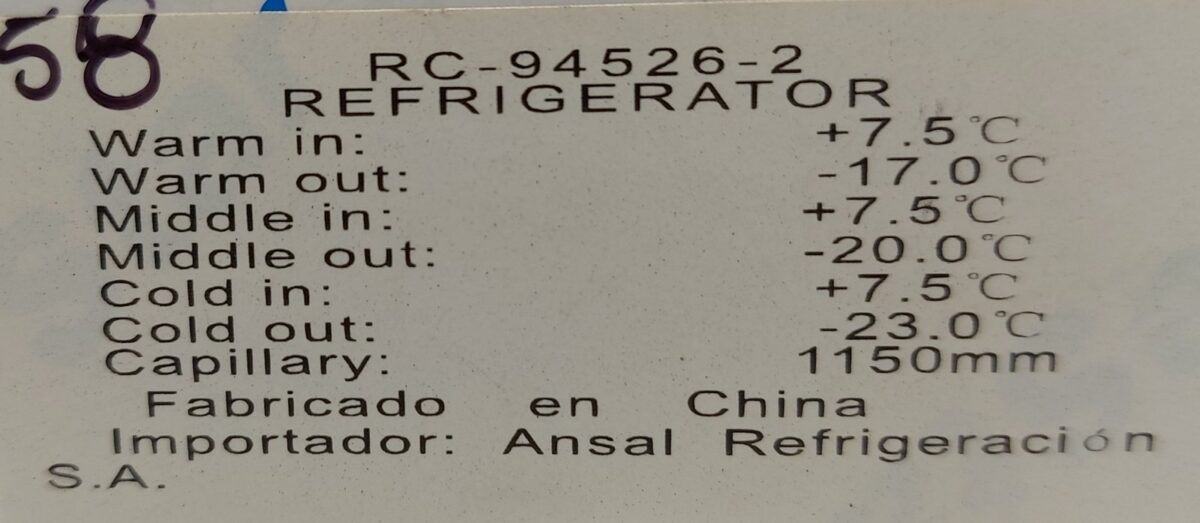 58
RC-94526-2
REFRIGERATOR
Warm in: +7.5℃
Warm out: -17.0℃
Middle in: +7.5℃
Middle out: -20.0℃
Cold in: +7.5℃
Cold out: -23.0℃
Capillary: 1150mm
Fabricado en China
Importador: Ansal Refrigeración
S.A.